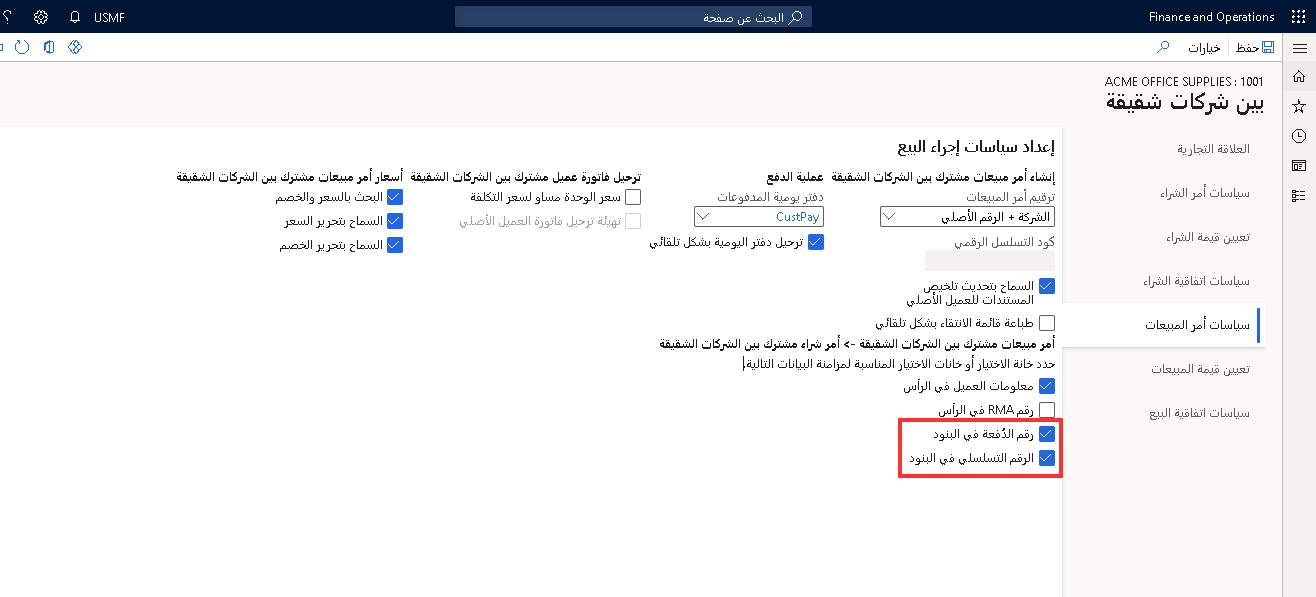 Finance and Operations
البحث عن صفحة
USMF
حفظ
خيارات
ACME OFFICE SUPPLIES : 1001
بين شركات شقيقة
العلاقة التجارية
سياسات أمر الشراء
تعيين قيمة الشراء
سياسات اتفاقية الشراء
سياسات أمر المبيعات
تعيين قيمة المبيعات
سياسات اتفاقية البيع
إعداد سياسات إجراء البيع
إنشاء أمر مبيعات مشترك بين الشركات الشقيقة
ترقيم أمر المبيعات
الشركة + الرقم الأصلي
كود التسلسل الرقمي
السماح بتحديث تلخيص
المستندات للعميل الأصلي
طباعة قائمة الانتقاء بشكل تلقائي
أمر مبيعات مشترك بين الشركات الشقيقة -> أمر شراء مشترك بين الشركات الشقيقة
حدد خانة الاختيار أو خانات الاختيار المناسبة لمزامنة البيانات التالية.
معلومات العميل في الرأس
رقم RMA في الرأس
رقم الدُفعة في البنود
الرقم التسلسلي في البنود
عملية الدفع
دفتر يومية المدفوعات
CustPay
ترحيل دفتر اليومية بشكل تلقائي
ترحيل فاتورة عميل مشترك بين الشركات الشقيقة
سعر الوحدة مساو لسعر التكلفة
تهيئة ترحيل فاتورة العميل الأصلي
أسعار أمر مبيعات مشترك بين الشركات الشقيقة
البحث بالسعر والخصم
السماح بتحرير السعر
السماح بتحرير الخصم